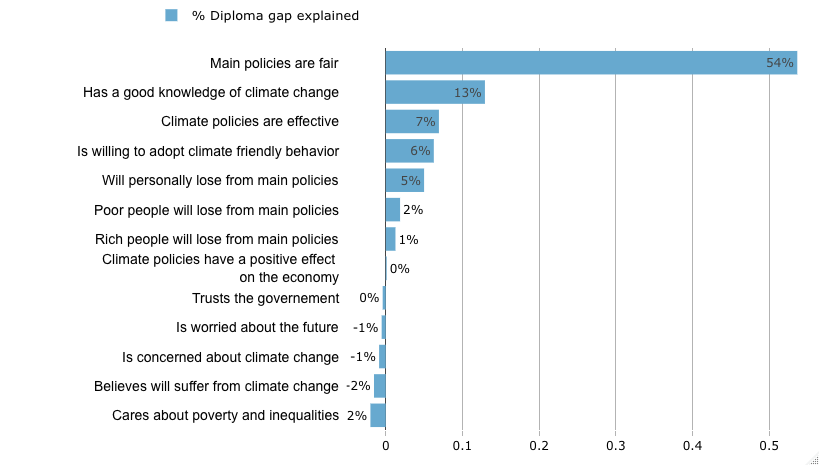 % Diploma gap explained
Main policies are fair 54%
Has a good knowledge of climate change 13%
Climate policies are effective 7%
Is willing to adopt climate friendly behavior 6%
Will personally lose from main policies 5%
Poor people will lose from main policies 2%
Rich people will lose from main policies 1%
Climate policies have a positive effect
on the economy 0%
Trusts the governement 0%
Is worried about the future -1%
Is concerned about climate change -1%
Believes will suffer from climate change -2%
Cares about poverty and inequalities 2%
0 0.1 0.2 0.3 0.4 0.5